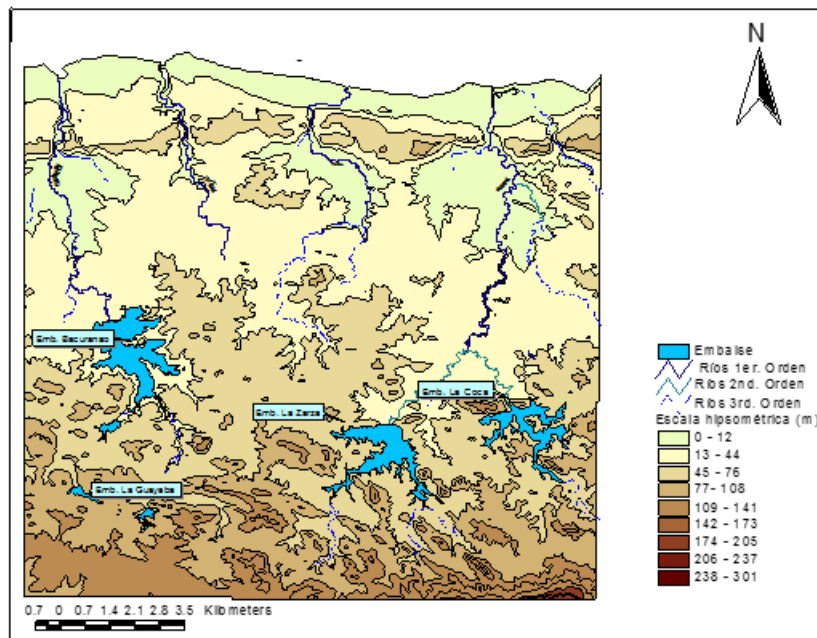 N
Emb. Bacuranao
Emb. La Coca
Emb. La Zarza
Emb. La Guayaba
Embalse
Ríos 1er. Orden
Ríos 2nd. Orden
Ríos 3rd. Orden
Escala hipsométrica (m)
0 - 12
13 - 44
45 - 76
77 - 108
109 - 141
142 - 173
174 - 205
206 - 237
238 - 301
0.7 0 0.7 1.4 2.1 2.8 3.5 Kilometers